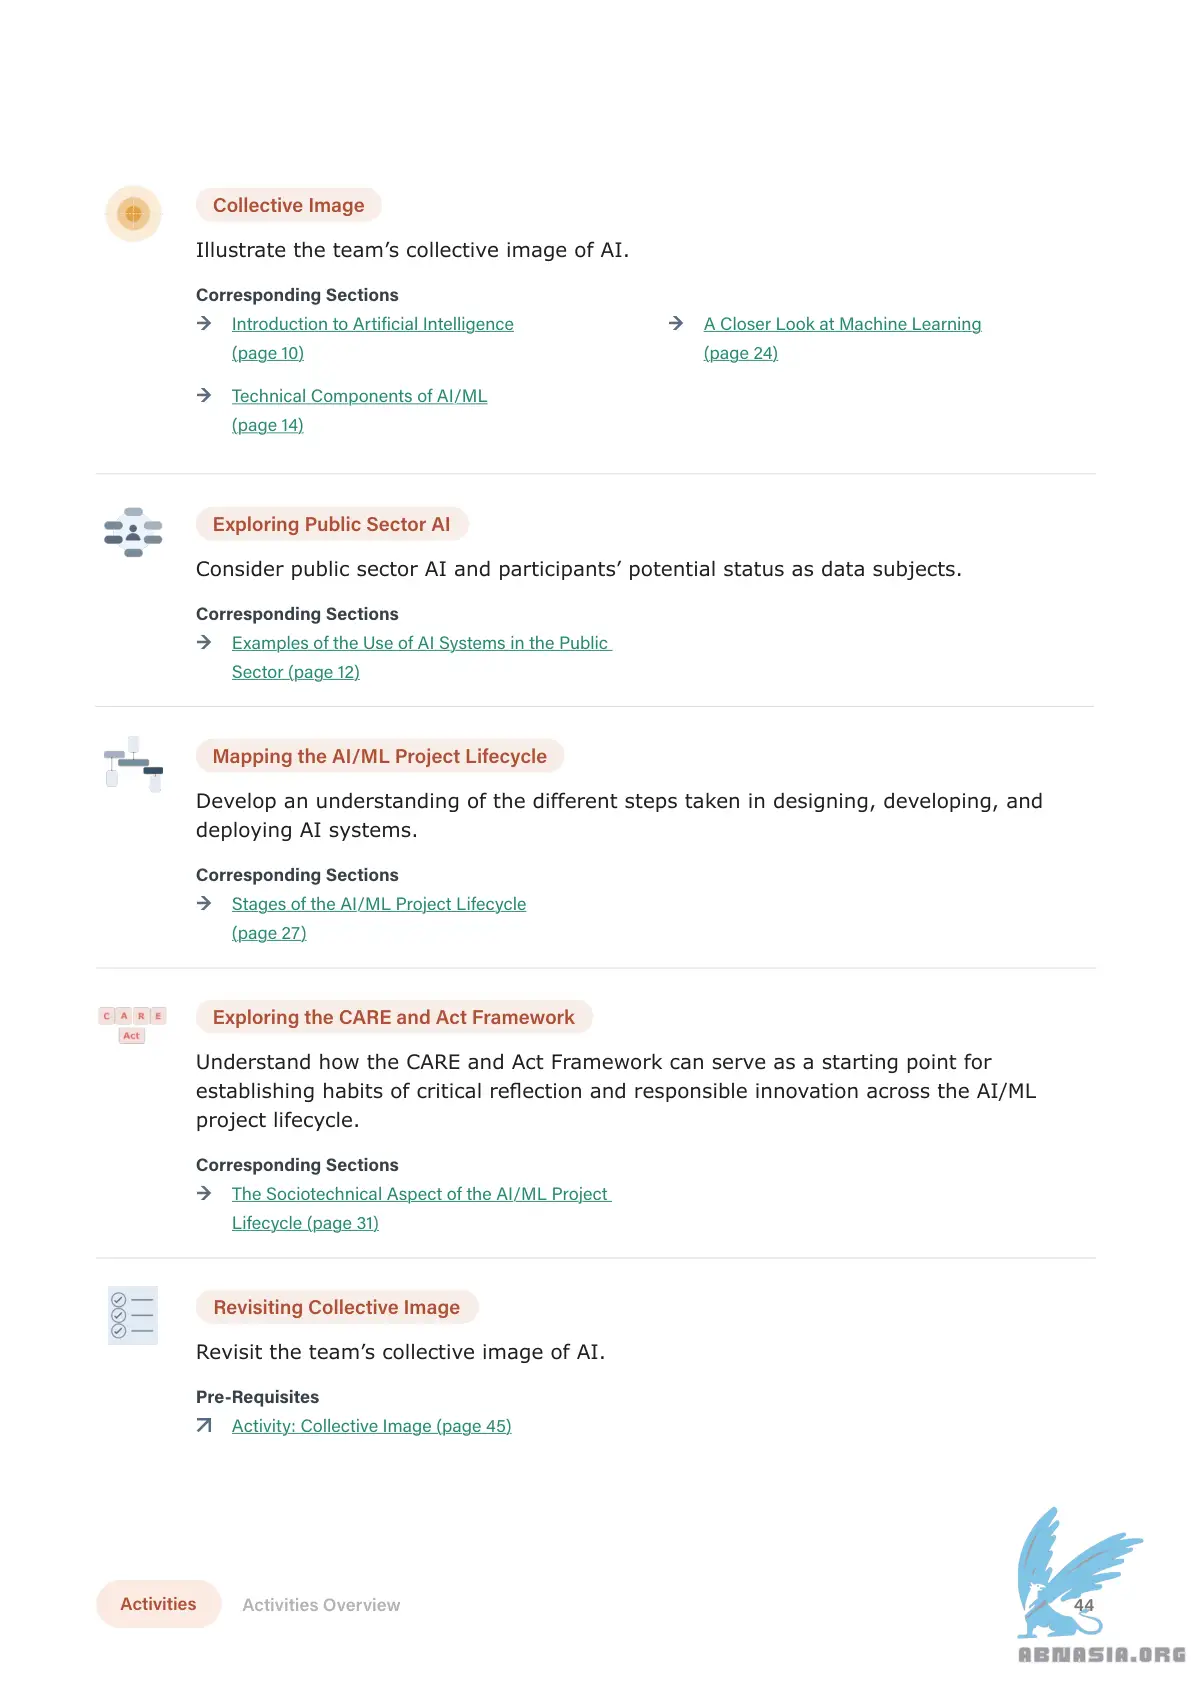 Collective Image
Illustrate the team’s collective image of AI.
Corresponding Sections
Introduction to Artificial Intelligence
(page 10)
A Closer Look at Machine Learning
(page 24)
Technical Components of AI/ML
(page 14)
Exploring Public Sector AI
Consider public sector AI and participants’ potential status as data subjects.
Corresponding Sections
Examples of the Use of AI Systems in the Public
Sector (page 12)
Mapping the AI/ML Project Lifecycle
Develop an understanding of the different steps taken in designing, developing, and
deploying AI systems.
Corresponding Sections
Stages of the AI/ML Project Lifecycle
(page 27)
C A R E
Act
Exploring the CARE and Act Framework
Understand how the CARE and Act Framework can serve as a starting point for
establishing habits of critical reflection and responsible innovation across the AI/ML
project lifecycle.
Corresponding Sections
The Sociotechnical Aspect of the AI/ML Project
Lifecycle (page 31)
Revisiting Collective Image
Revisit the team’s collective image of AI.
Pre-Requisites
Activity: Collective Image (page 45)
Activities
Activities Overview
44
ABNASIA.ORG